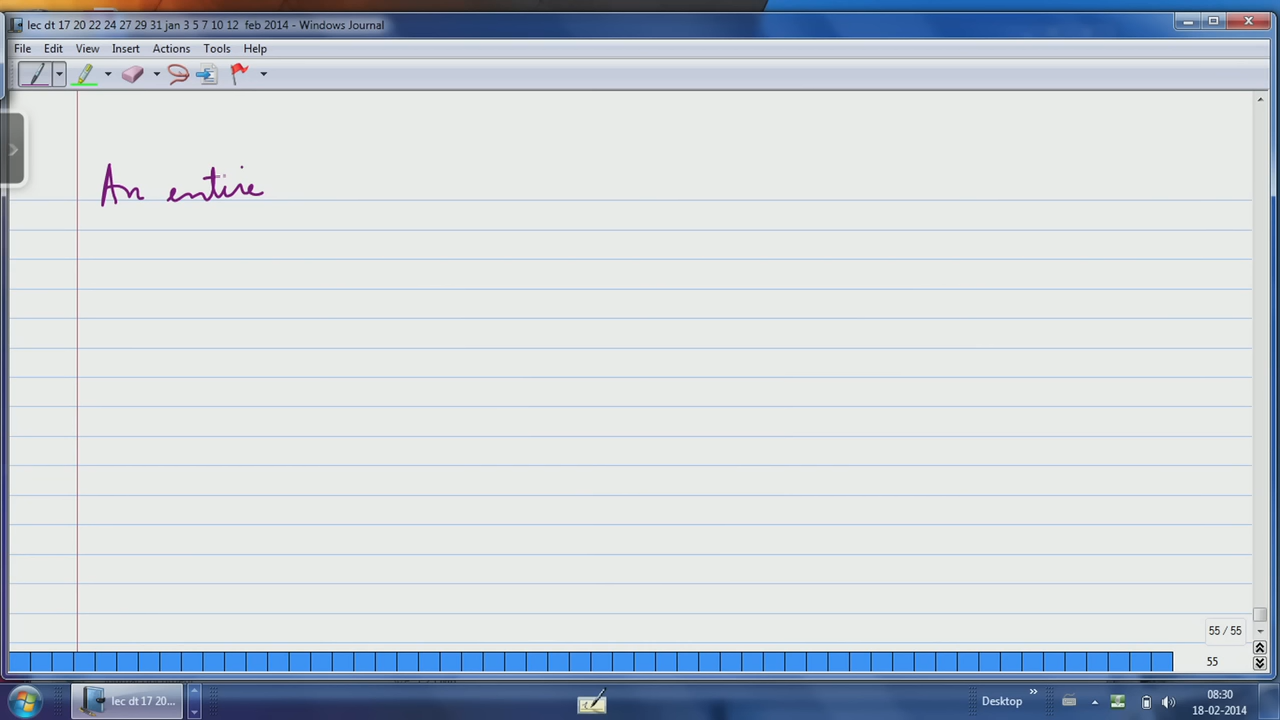 lec dt 17 20 22 24 27 29 31 jan 3 5 7 10 12 feb 2014 - Windows Journal
File Edit View Insert Actions Tools Help
An entire
55 / 55
55
lec dt 17 20...
Desktop
08:30
18-02-2014